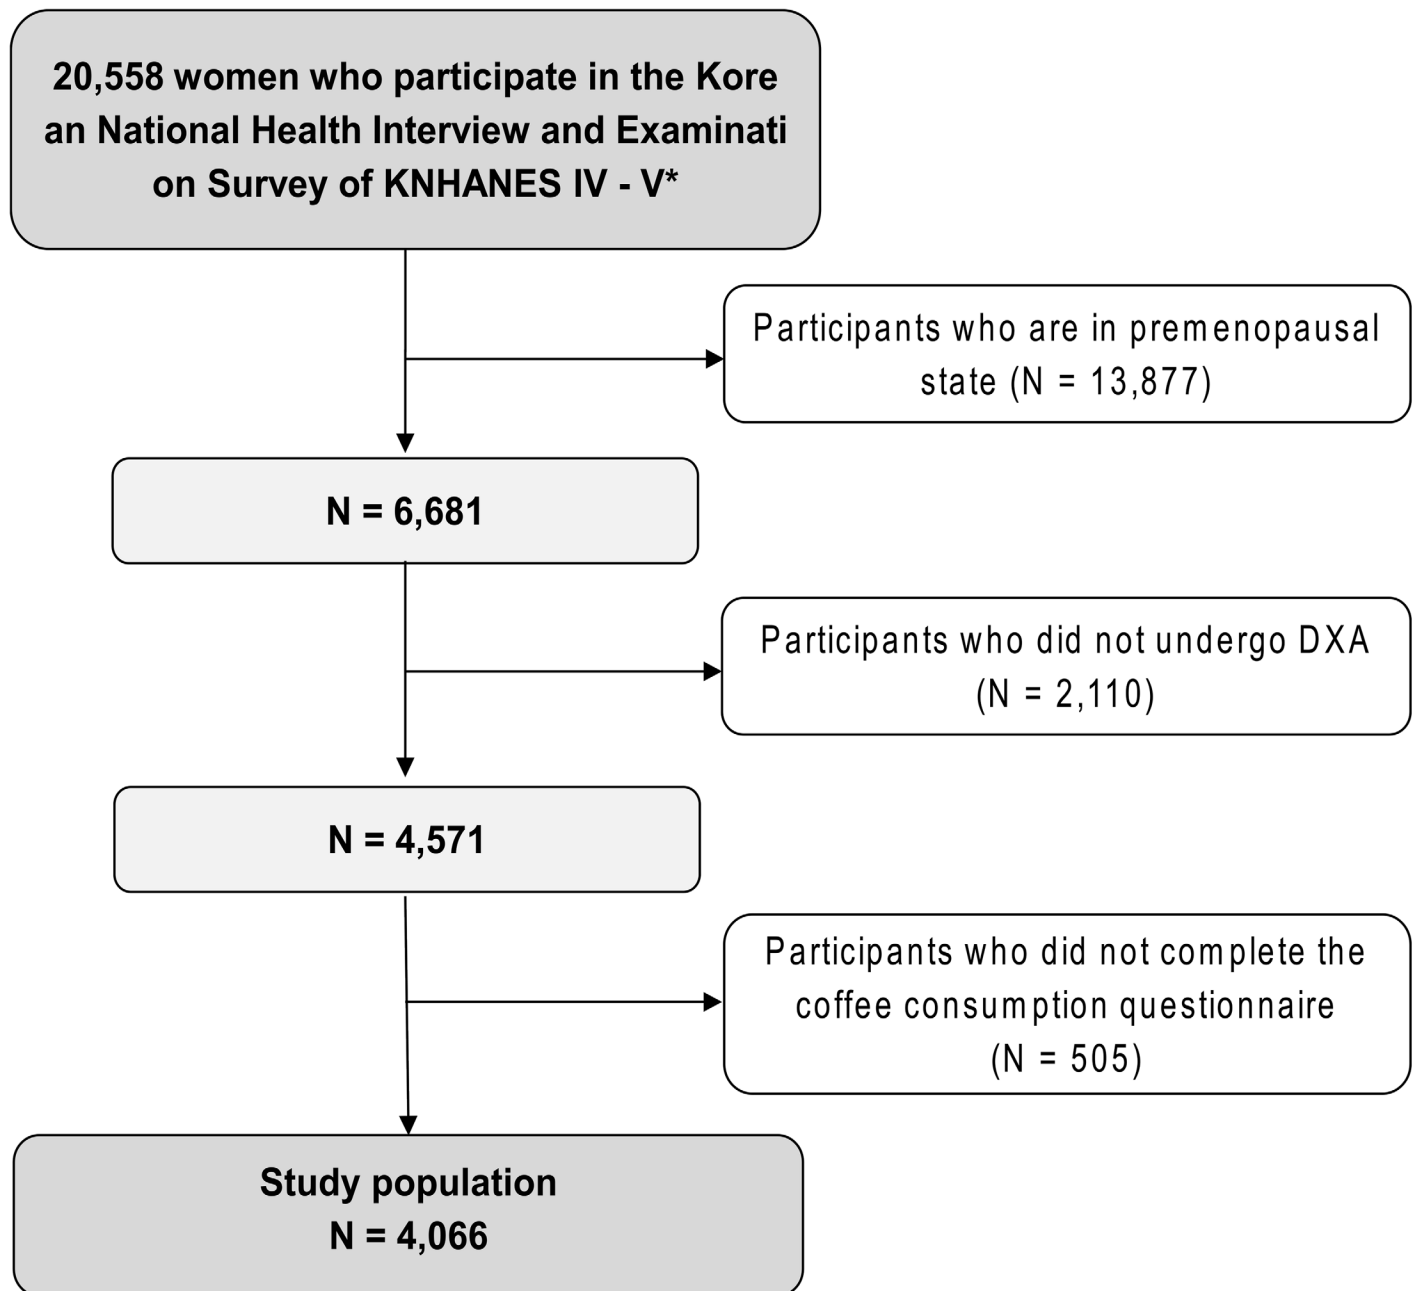 20,558 women who participate in the Kore
an National Health Interview and Examinati
on Survey of KNHANES IV - V*
Participants who are in premenopausal
state (N = 13,877)
N = 6,681
Participants who did not undergo DXA
(N = 2,110)
N = 4,571
Participants who did not complete the
coffee consumption questionnaire
(N = 505)
Study population
N = 4,066